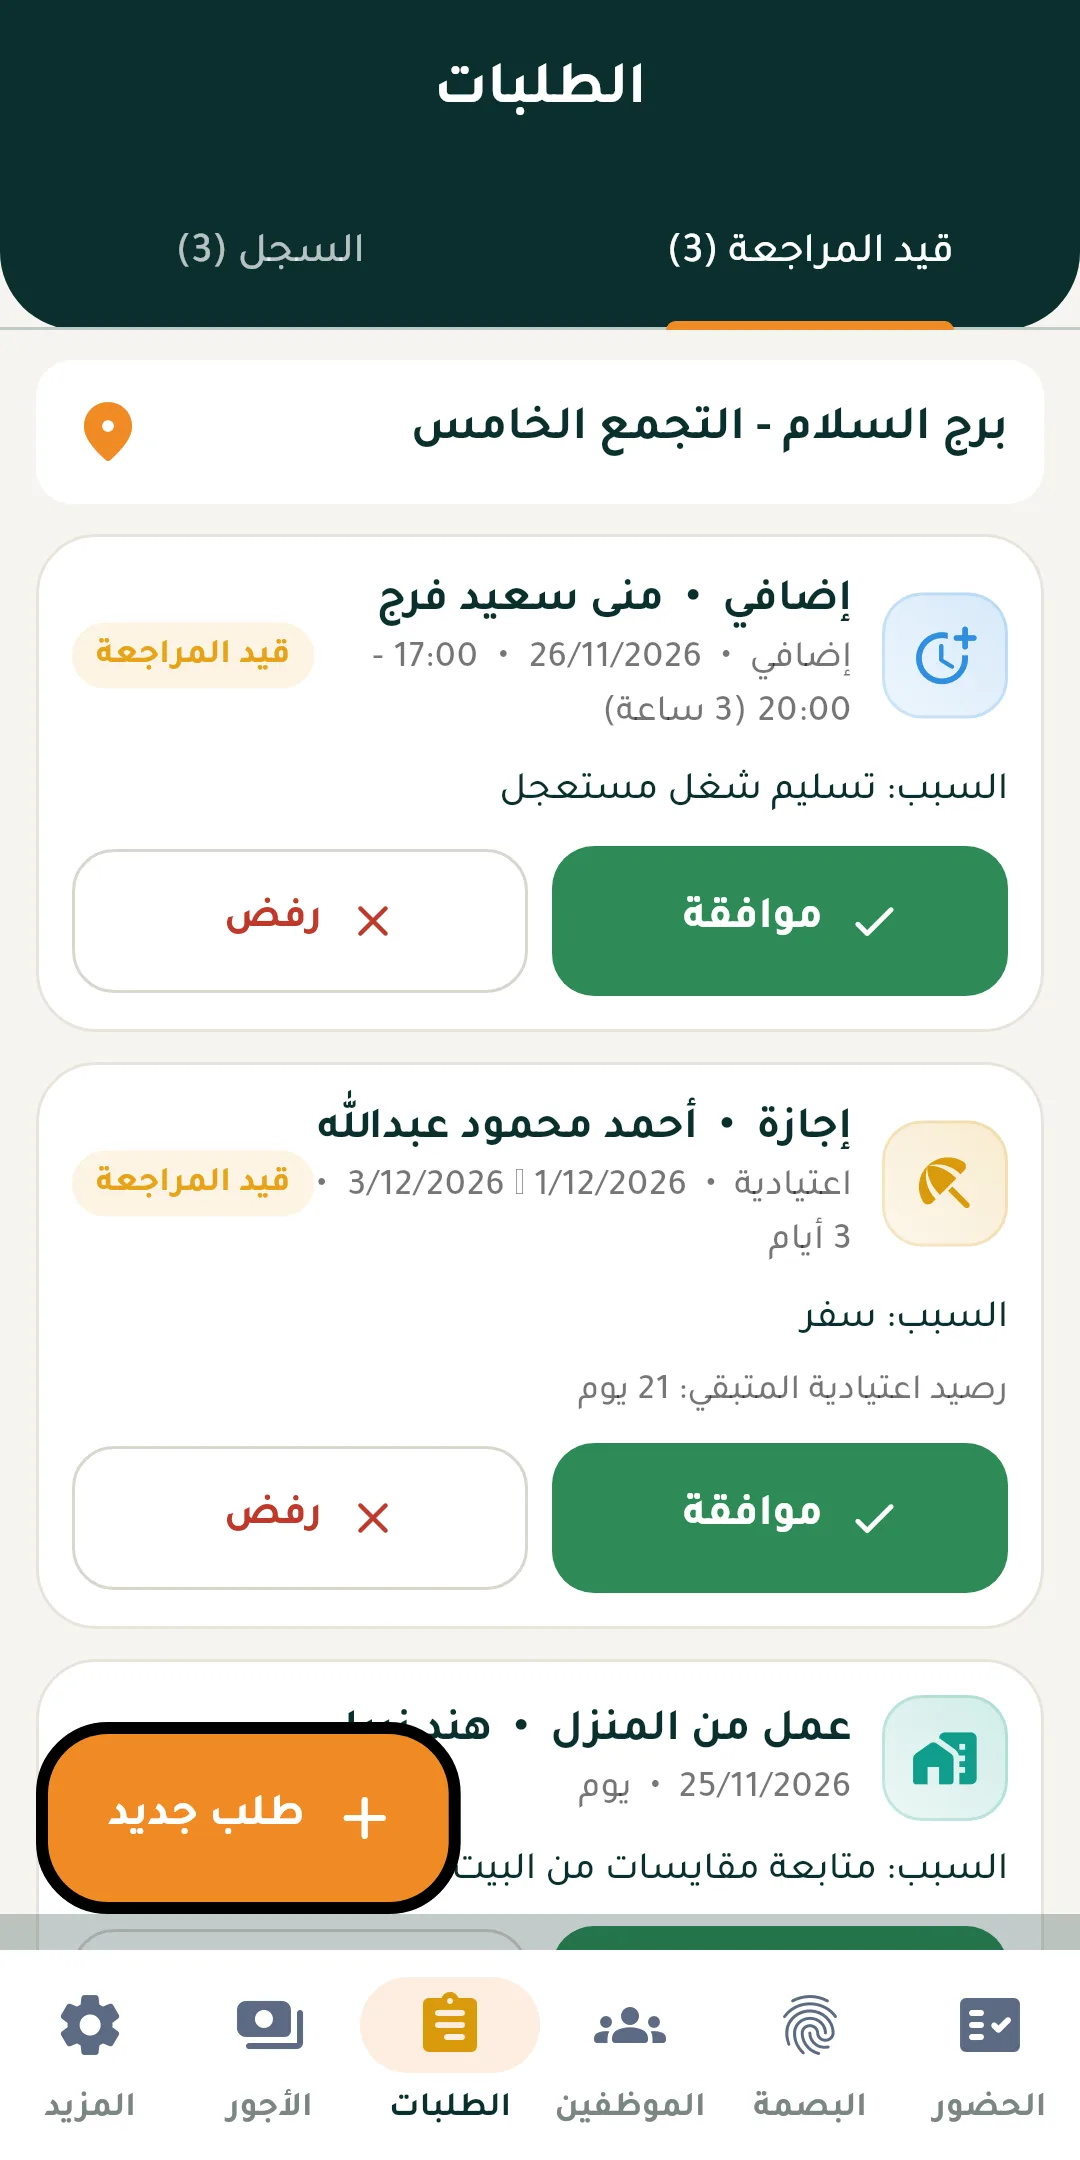 الطلبات
قيد المراجعة (3)
السجل (3)
برج السلام - التجمع الخامس
إضافي • منى سعيد فرج
إضافي • 26/11/2026 • 17:00 -
20:00 (3 ساعة)
قيد المراجعة
السبب: تسليم شغل مستعجل
موافقة
رفض
إجازة • أحمد محمود عبدالله
اعتيادية • 1/12/2026 3/12/2026 •
3 أيام
قيد المراجعة
السبب: سفر
رصيد اعتيادية المتبقي: 21 يوم
موافقة
رفض
عمل من المنزل • هند
25/11/2026 • يوم
السبب: متابعة مقايسات من البيت
طلب جديد
الحضور
البصمة
الموظفين
الطلبات
الأجور
المزيد